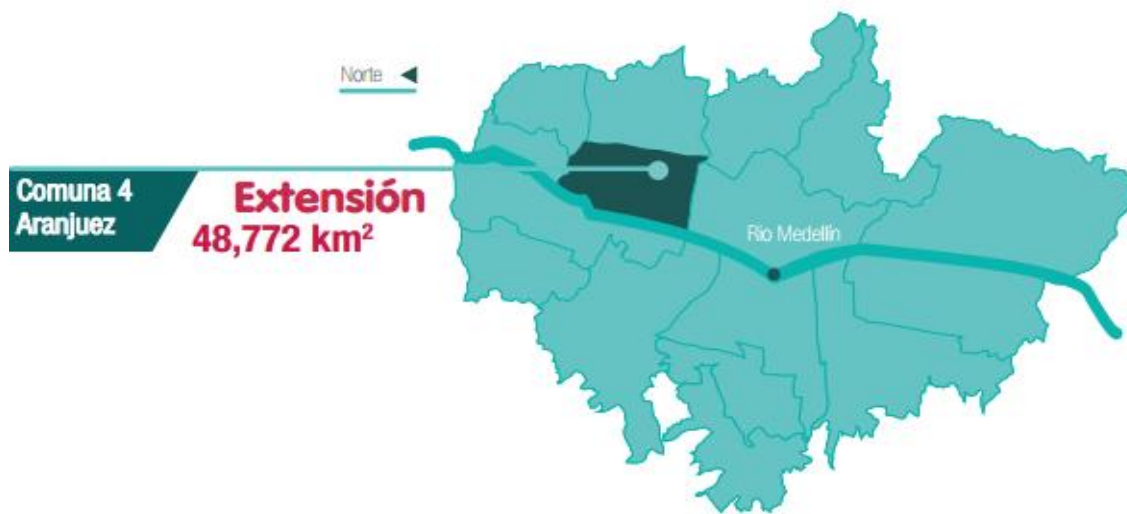 Norte
Comuna 4
Aranjuez
Extensión
48,772 km²
Río Medellín